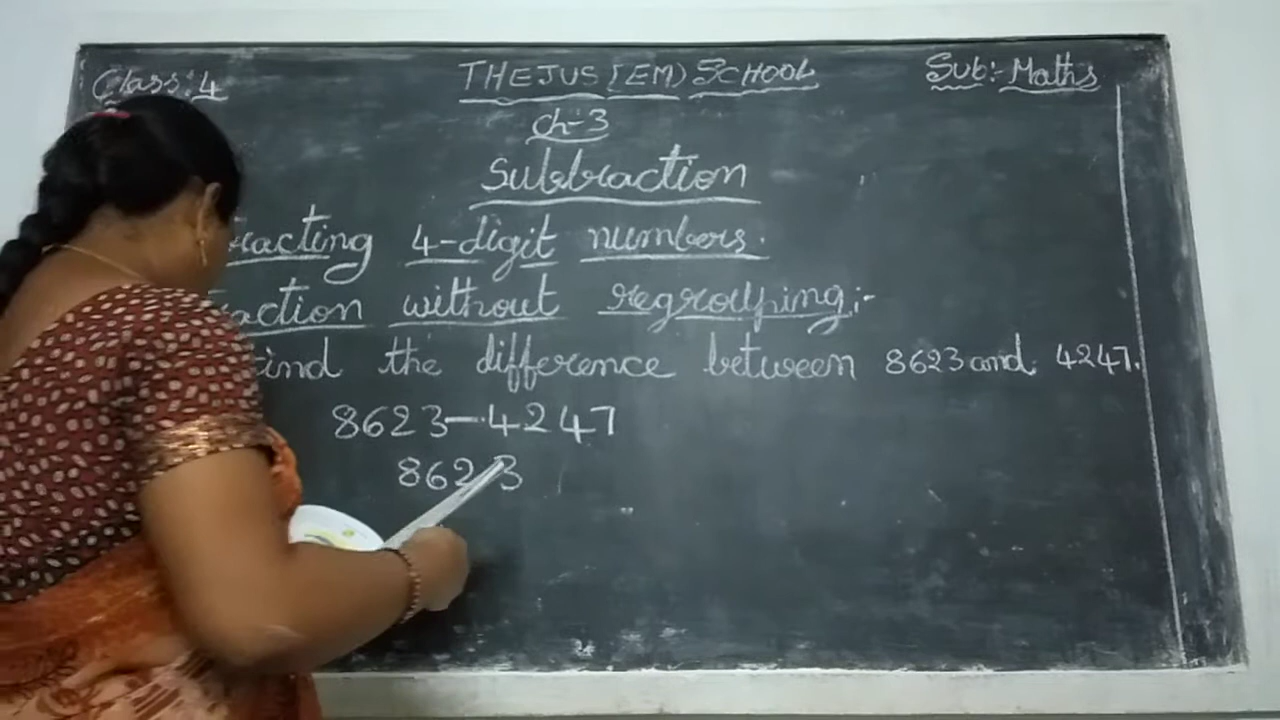 Class: 4
THEJUS (EM) SCHOOL
Sub:- Maths
Ch-3
Subtraction
racting 4-digit numbers.
action without regrouping:-
ind the difference between 8623 and 4247.
8623-4247
8623